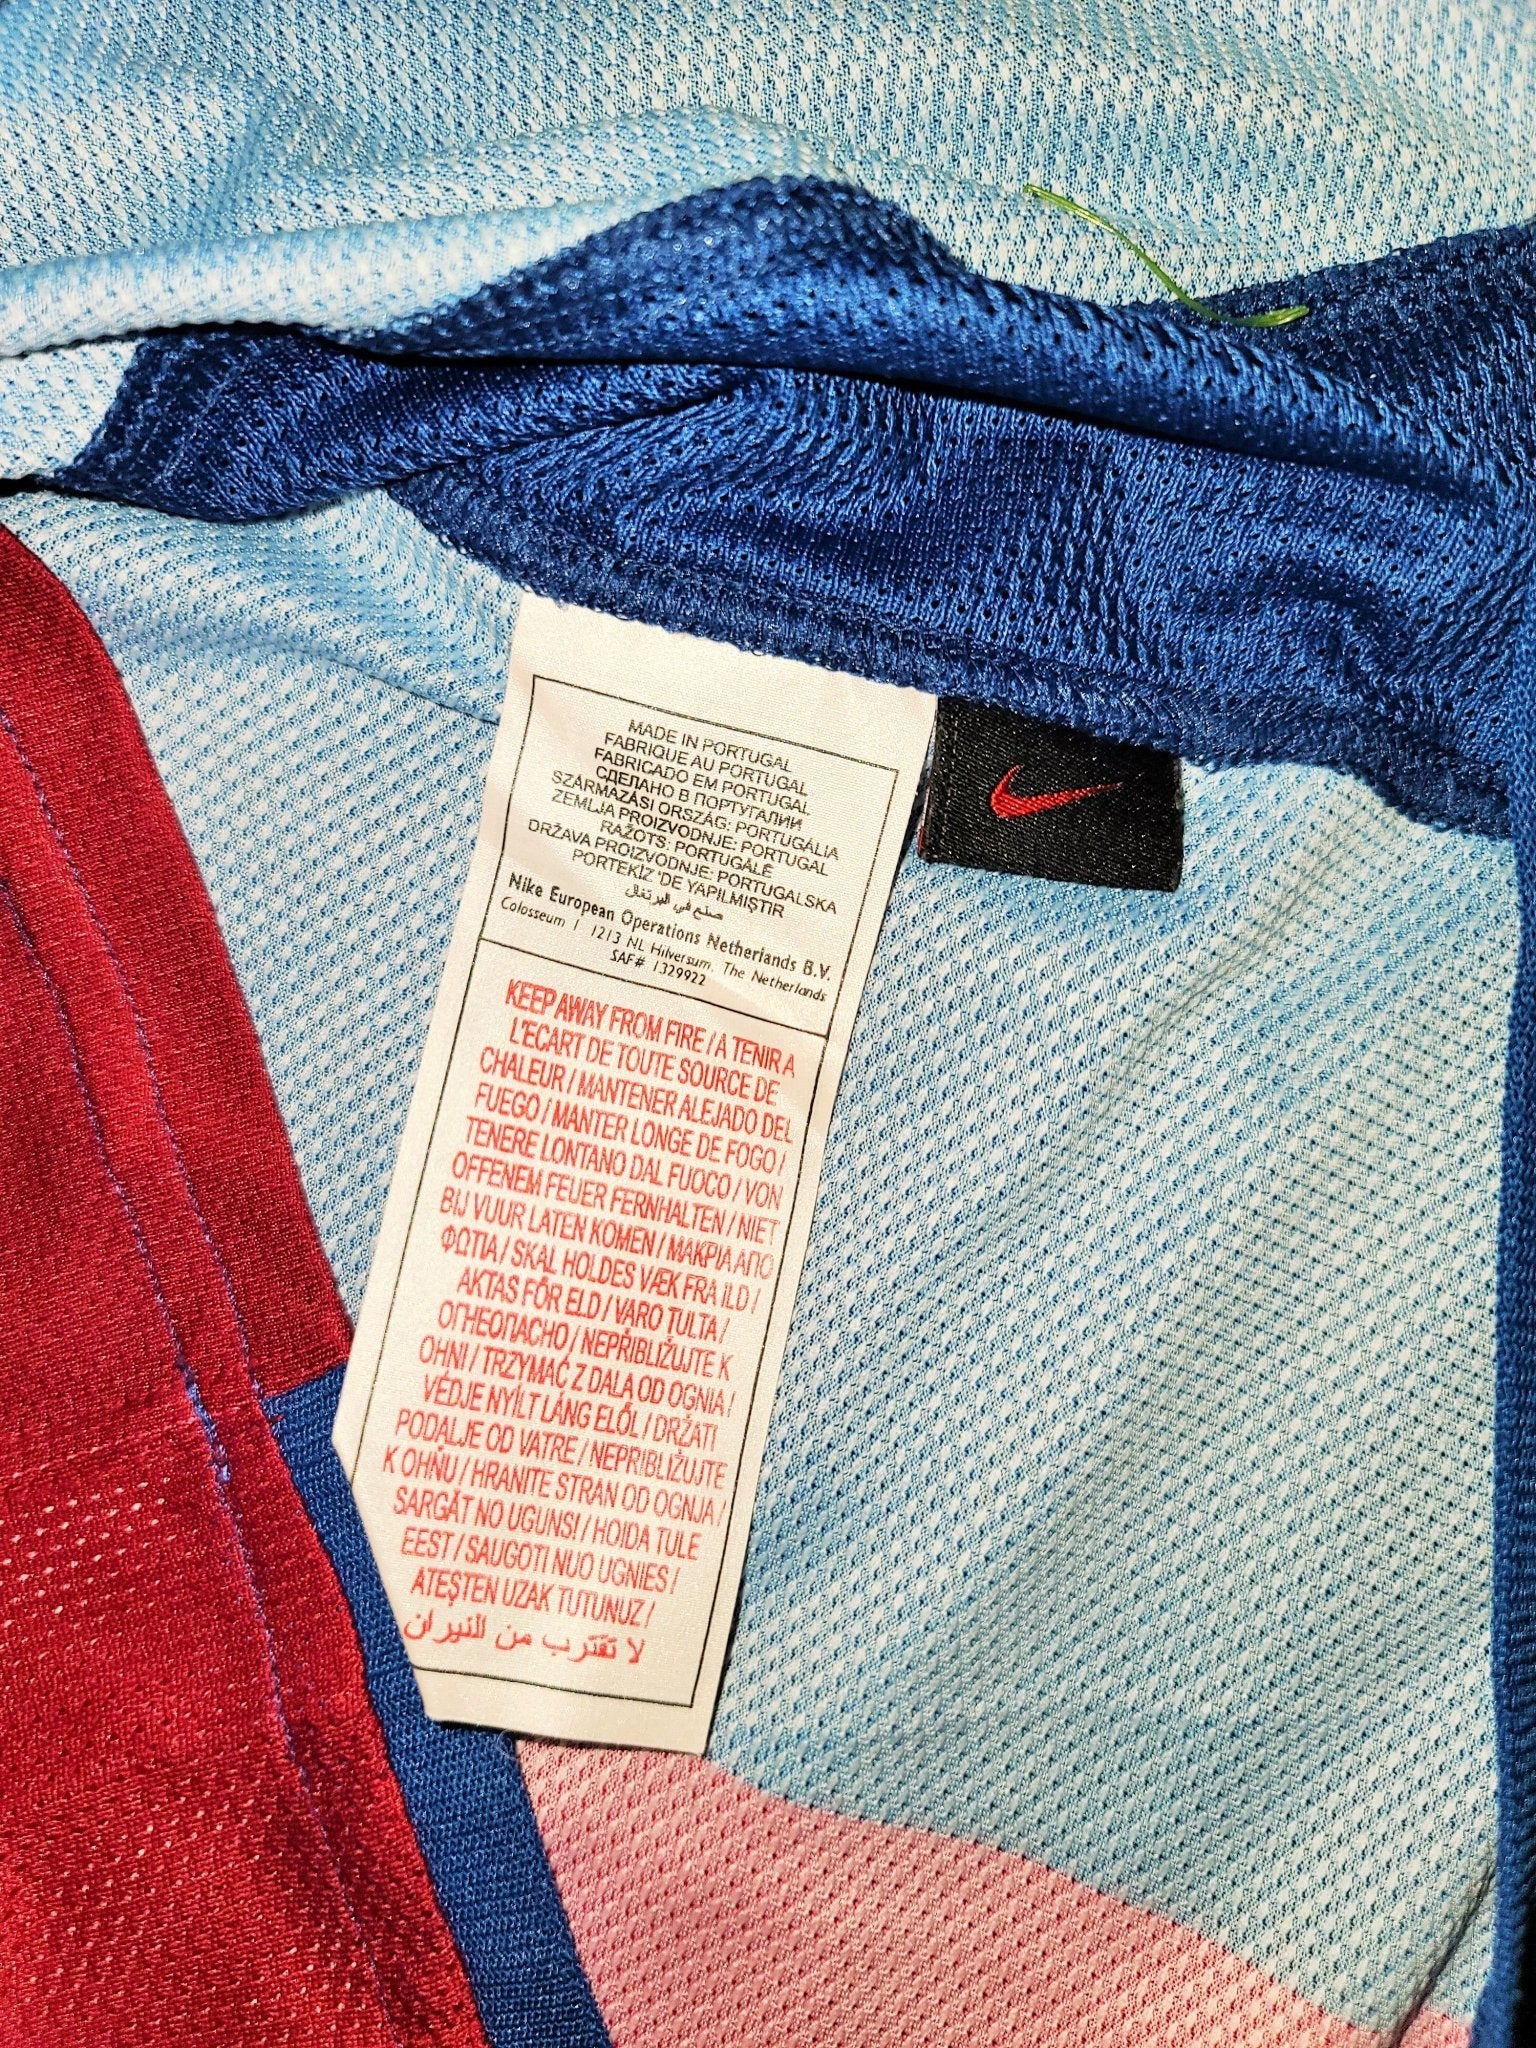 MADE IN PORTUGAL
FABRIQUE AU PORTUGAL
FABRICADO EM PORTUGAL
СДЕЛАНО В ПОРТУГАЛИИ
SZÁRMAZÁSI ORSZÁG: PORTUGÁLIA
ZEMLJA PROIZVODNJE: PORTUGAL
RAŽOTS: PORTUGĀLE
DRŽAVA PROIZVODNJE: PORTUGALSKA
PORTEKİZ 'DE YAPILMIŞTIR
صنع في البرتغال
Nike European Operations Netherlands B.V.
Colosseum 1 1213 NL Hilversum, The Netherlands
SAF# 1329922
KEEP AWAY FROM FIRE / A TENIR A
L'ECART DE TOUTE SOURCE DE
CHALEUR / MANTENER ALEJADO DEL
FUEGO / MANTER LONGE DE FOGO /
TENERE LONTANO DAL FUOCO / VON
OFFENEM FEUER FERNHALTEN / NIET
BIJ VUUR LATEN KOMEN / ΜΑΚΡΙΑ ΑΠΟ
ΦΩΤΙΑ / SKAL HOLDES VÆK FRA ILD /
AKTAS FÖR ELD / VARO TULTA /
ОГНЕОПАСНО / NEPŘIBLIŽUJTE K
OHNI / TRZYMAĆ Z DALA OD OGNIA /
VÉDJE NYÍLT LÁNG ELŐL / DRŽATI
PODALJE OD VATRE / NEPRIBLIŽUJTE
K OHŇU / HRANITE STRAN OD OGNJA /
SARGĀT NO UGUNS! / HOIDA TULE
EEST / SAUGOTI NUO UGNIES /
ATEŞTEN UZAK TUTUNUZ /
لا تقترب من النيران